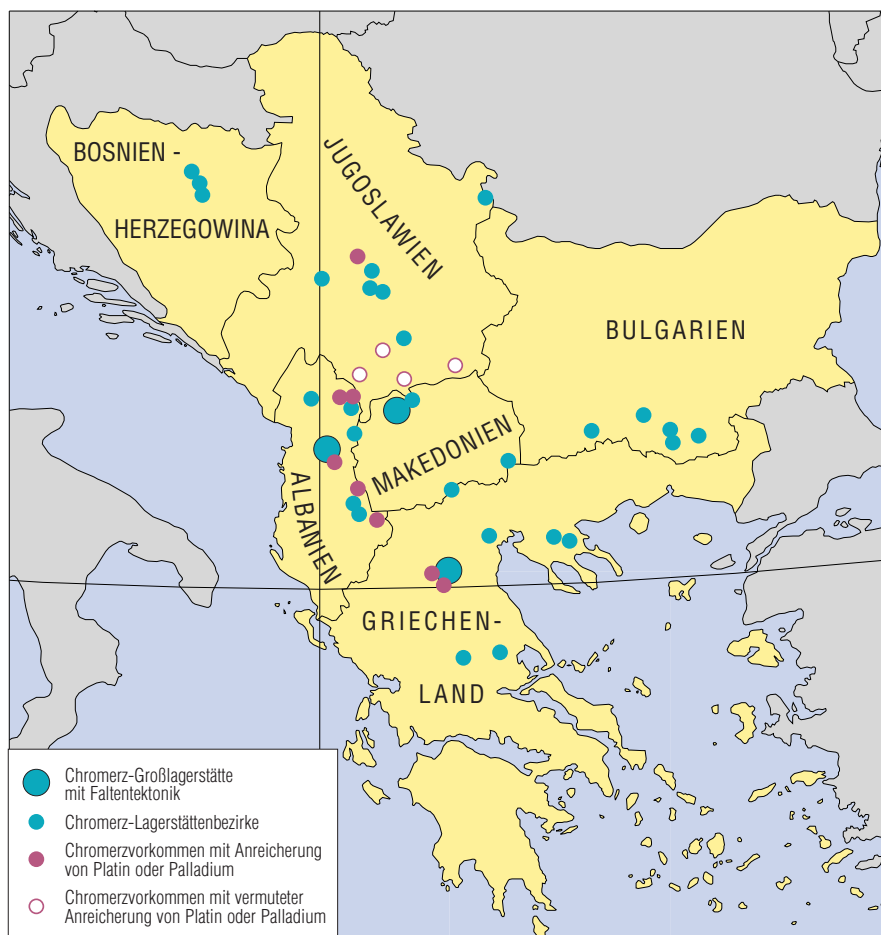 BOSNIEN -
HERZEGOWINA
JUGOSLAWIEN
BULGARIEN
MAKEDONIEN
ALBANIEN
GRIECHEN-
LAND
Chromerz-Großlagerstätte
mit Faltentektonik
Chromerz-Lagerstättenbezirke
Chromerzvorkommen mit Anreicherung
von Platin oder Palladium
Chromerzvorkommen mit vermuteter
Anreicherung von Platin oder Palladium